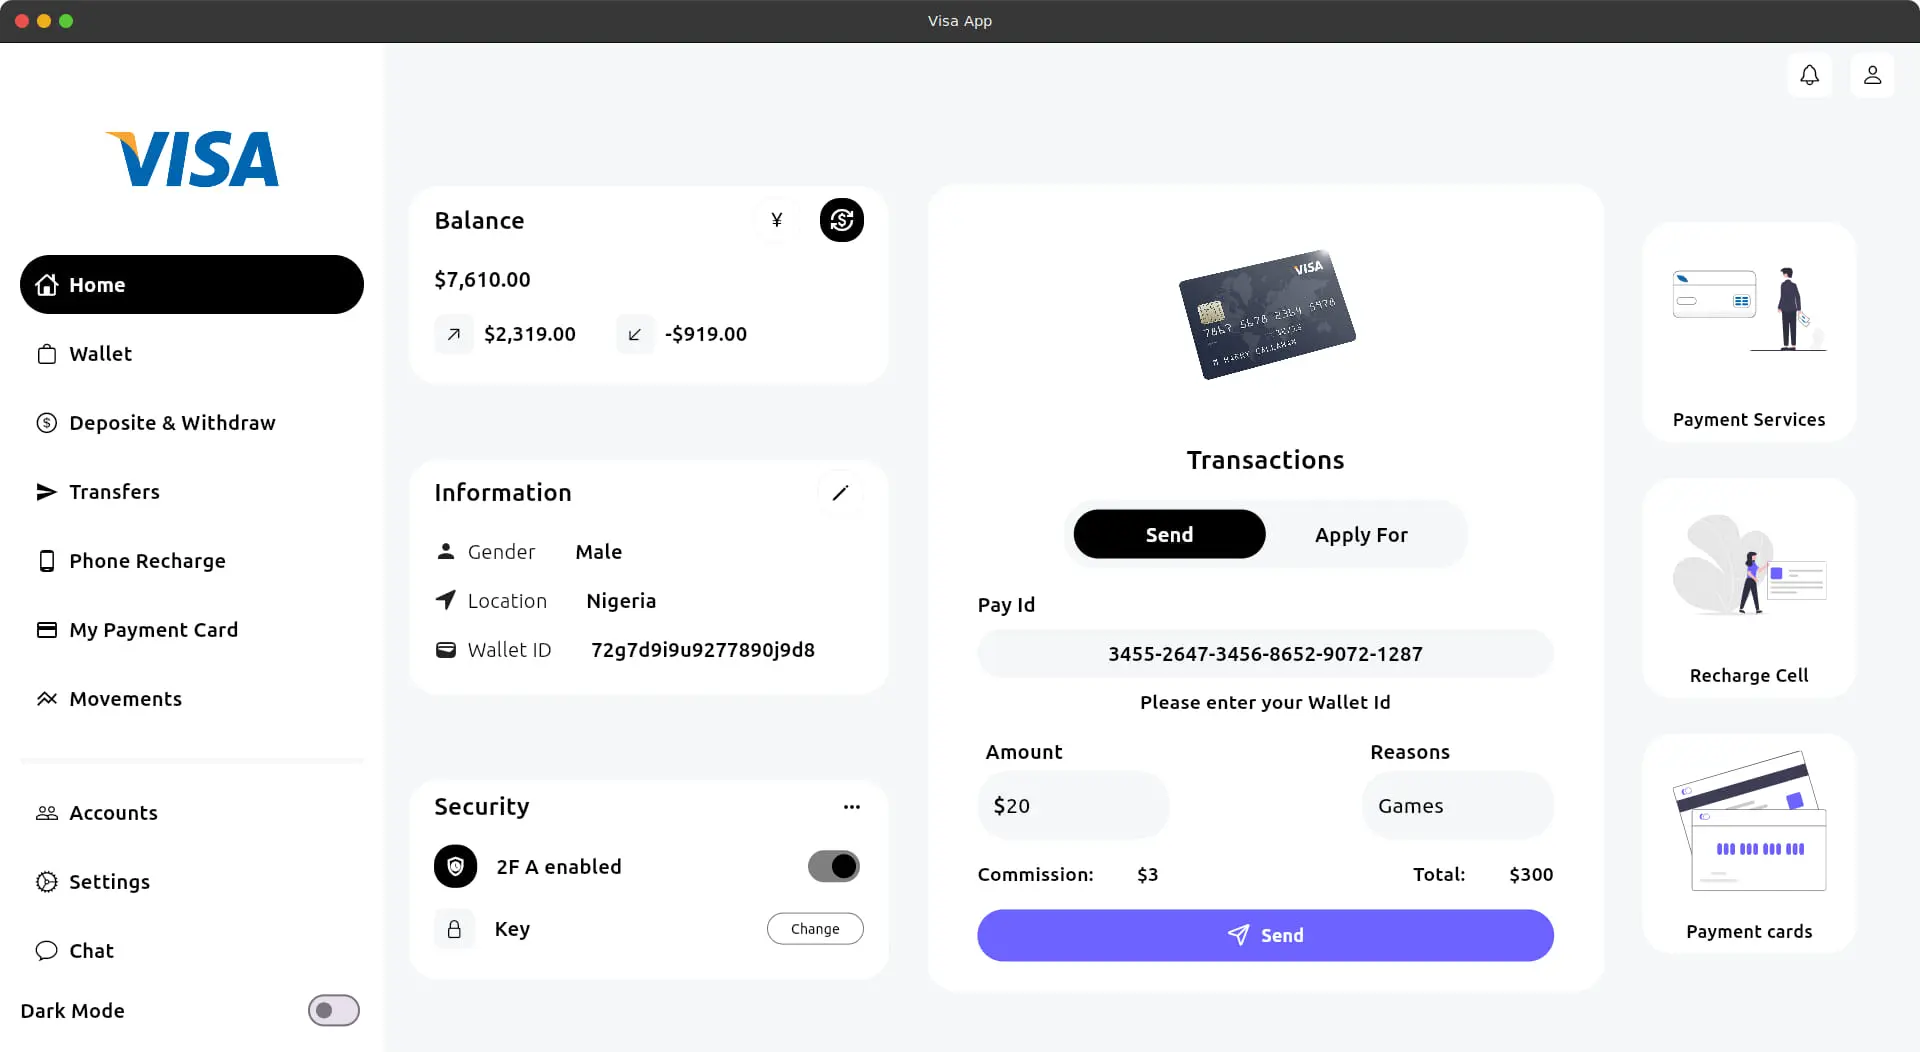 Visa App
VISA
Home
Wallet
Deposite & Withdraw
Transfers
Phone Recharge
My Payment Card
Movements
Accounts
Settings
Chat
Dark Mode
Balance
¥
$7,610.00
$2,319.00
-$919.00
Information
Gender Male
Location Nigeria
Wallet ID 72g7d9i9u9277890j9d8
Security
2F A enabled
Key
Change
VISA
7867 5678 2364 5978
Transactions
Send
Apply For
Pay Id
3455-2647-3456-8652-9072-1287
Please enter your Wallet Id
Amount
Reasons
$20
Games
Commission: $3
Total: $300
Send
Payment Services
Recharge Cell
Payment cards